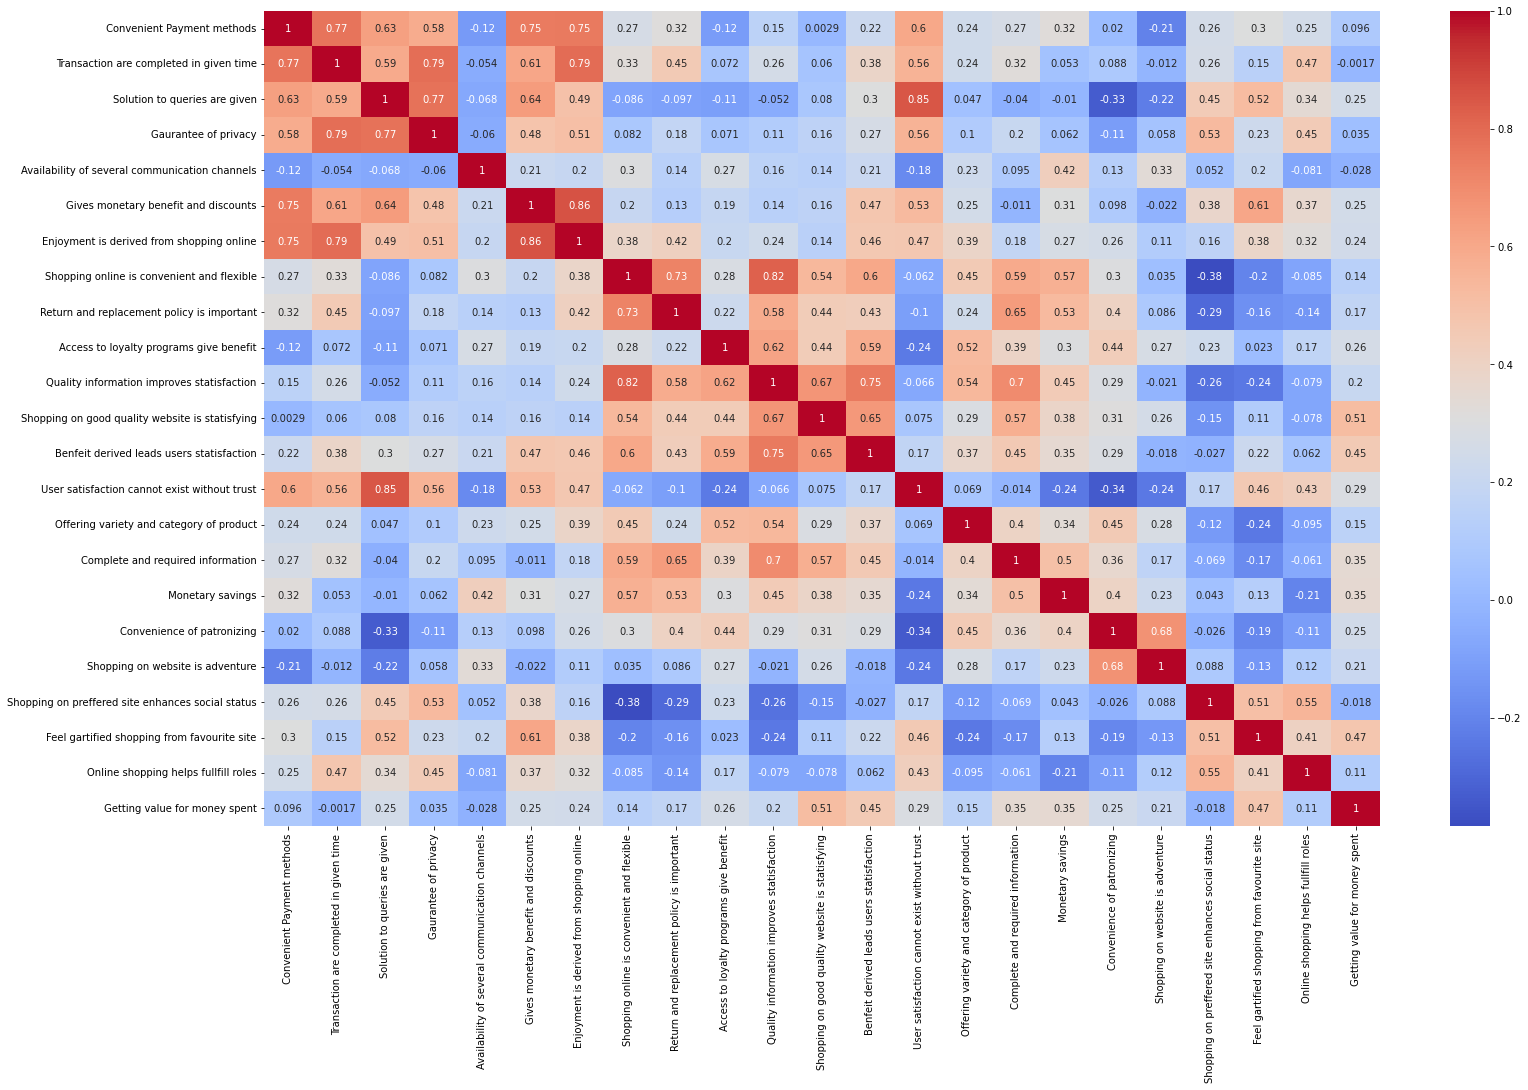 Convenient Payment methods 1 0.77 0.63 0.58 -0.12 0.75 0.75 0.27 0.32 -0.12 0.15 0.0029 0.22 0.6 0.24 0.27 0.32 0.02 -0.21 0.26 0.3 0.25 0.096
Transaction are completed in given time 0.77 1 0.59 0.79 -0.054 0.61 0.79 0.33 0.45 0.072 0.26 0.06 0.38 0.56 0.24 0.32 0.053 0.088 -0.012 0.26 0.15 0.47 -0.0017
Solution to queries are given 0.63 0.59 1 0.77 -0.068 0.64 0.49 -0.086 -0.097 -0.11 -0.052 0.08 0.3 0.85 0.047 -0.04 -0.01 -0.33 -0.22 0.45 0.52 0.34 0.25
Gaurantee of privacy 0.58 0.79 0.77 1 -0.06 0.48 0.51 0.082 0.18 0.071 0.11 0.16 0.27 0.56 0.1 0.2 0.062 -0.11 0.058 0.53 0.23 0.45 0.035
Availability of several communication channels -0.12 -0.054 -0.068 -0.06 1 0.21 0.2 0.3 0.14 0.27 0.16 0.14 0.21 -0.18 0.23 0.095 0.42 0.13 0.33 0.052 0.2 -0.081 -0.028
Gives monetary benefit and discounts 0.75 0.61 0.64 0.48 0.21 1 0.86 0.2 0.13 0.19 0.14 0.16 0.47 0.53 0.25 -0.011 0.31 0.098 -0.022 0.38 0.61 0.37 0.25
Enjoyment is derived from shopping online 0.75 0.79 0.49 0.51 0.2 0.86 1 0.38 0.42 0.2 0.24 0.14 0.46 0.47 0.39 0.18 0.27 0.26 0.11 0.16 0.38 0.32 0.24
Shopping online is convenient and flexible 0.27 0.33 -0.086 0.082 0.3 0.2 0.38 1 0.73 0.28 0.82 0.54 0.6 -0.062 0.45 0.59 0.57 0.3 0.035 -0.38 -0.2 -0.085 0.14
Return and replacement policy is important 0.32 0.45 -0.097 0.18 0.14 0.13 0.42 0.73 1 0.22 0.58 0.44 0.43 -0.1 0.24 0.65 0.53 0.4 0.086 -0.29 -0.16 -0.14 0.17
Access to loyalty programs give benefit -0.12 0.072 -0.11 0.071 0.27 0.19 0.2 0.28 0.22 1 0.62 0.44 0.59 -0.24 0.52 0.39 0.3 0.44 0.27 0.23 0.023 0.17 0.26
Quality information improves satisfaction 0.15 0.26 -0.052 0.11 0.16 0.14 0.24 0.82 0.58 0.62 1 0.67 0.75 -0.066 0.54 0.7 0.45 0.29 -0.021 -0.26 -0.24 -0.079 0.2
Shopping on good quality website is statisfying 0.0029 0.06 0.08 0.16 0.14 0.16 0.14 0.54 0.44 0.44 0.67 1 0.65 0.075 0.29 0.57 0.38 0.31 0.26 -0.15 0.11 -0.078 0.51
Benfeit derived leads users statisfaction 0.22 0.38 0.3 0.27 0.21 0.47 0.46 0.6 0.43 0.59 0.75 0.65 1 0.17 0.37 0.45 0.35 0.29 -0.018 -0.027 0.22 0.062 0.45
User satisfaction cannot exist without trust 0.6 0.56 0.85 0.56 -0.18 0.53 0.47 -0.062 -0.1 -0.24 -0.066 0.075 0.17 1 0.069 -0.014 -0.24 -0.34 -0.24 0.17 0.46 0.43 0.29
Offering variety and category of product 0.24 0.24 0.047 0.1 0.23 0.25 0.39 0.45 0.24 0.52 0.54 0.29 0.37 0.069 1 0.4 0.34 0.45 0.28 -0.12 -0.24 -0.095 0.15
Complete and required information 0.27 0.32 -0.04 0.2 0.095 -0.011 0.18 0.59 0.65 0.39 0.7 0.57 0.45 -0.014 0.4 1 0.5 0.36 0.17 -0.069 -0.17 -0.061 0.35
Monetary savings 0.32 0.053 -0.01 0.062 0.42 0.31 0.27 0.57 0.53 0.3 0.45 0.38 0.35 -0.24 0.34 0.5 1 0.4 0.23 0.043 0.13 -0.21 0.35
Convenience of patronizing 0.02 0.088 -0.33 -0.11 0.13 0.098 0.26 0.3 0.4 0.44 0.29 0.31 0.29 -0.34 0.45 0.36 0.4 1 0.68 -0.026 -0.19 -0.11 0.25
Shopping on website is adventure -0.21 -0.012 -0.22 0.058 0.33 -0.022 0.11 0.035 0.086 0.27 -0.021 0.26 -0.018 -0.24 0.28 0.17 0.23 0.68 1 0.088 -0.13 0.12 0.21
Shopping on preffered site enhances social status 0.26 0.26 0.45 0.53 0.052 0.38 0.16 -0.38 -0.29 0.23 -0.26 -0.15 -0.027 0.17 -0.12 -0.069 0.043 -0.026 0.088 1 0.51 0.55 -0.018
Feel gartified shopping from favourite site 0.3 0.15 0.52 0.23 0.2 0.61 0.38 -0.2 -0.16 0.023 -0.24 0.11 0.22 0.46 -0.24 -0.17 0.13 -0.19 -0.13 0.51 1 0.41 0.47
Online shopping helps fullfill roles 0.25 0.47 0.34 0.45 -0.081 0.37 0.32 -0.085 -0.14 0.17 -0.079 -0.078 0.062 0.43 -0.095 -0.061 -0.21 -0.11 0.12 0.55 0.41 1 0.11
Getting value for money spent 0.096 -0.0017 0.25 0.035 -0.028 0.25 0.24 0.14 0.17 0.26 0.2 0.51 0.45 0.29 0.15 0.35 0.35 0.25 0.21 -0.018 0.47 0.11 1
Convenient Payment methods
Transaction are completed in given time
Solution to queries are given
Gaurantee of privacy
Availability of several communication channels
Gives monetary benefit and discounts
Enjoyment is derived from shopping online
Shopping online is convenient and flexible
Return and replacement policy is important
Access to loyalty programs give benefit
Quality information improves satisfaction
Shopping on good quality website is statisfying
Benfeit derived leads users statisfaction
User satisfaction cannot exist without trust
Offering variety and category of product
Complete and required information
Monetary savings
Convenience of patronizing
Shopping on website is adventure
Shopping on preffered site enhances social status
Feel gartified shopping from favourite site
Online shopping helps fullfill roles
Getting value for money spent
1.0
0.8
0.6
0.4
0.2
0.0
−0.2